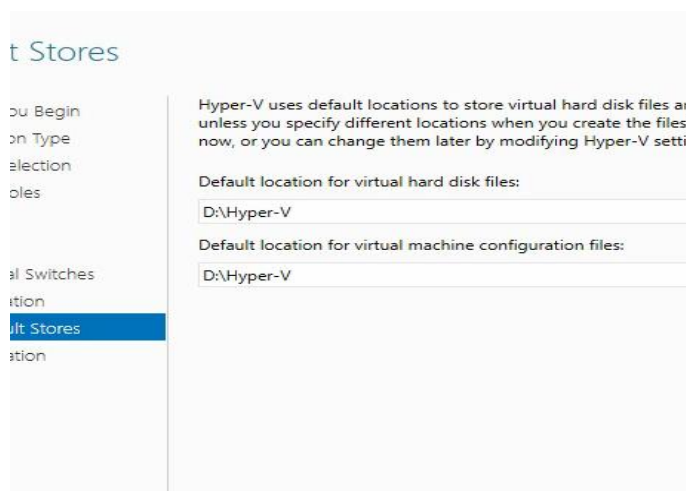 t Stores
ou Begin
on Type
election
oles
al Switches
ation
ult Stores
ation
Hyper-V uses default locations to store virtual hard disk files a
unless you specify different locations when you create the files
now, or you can change them later by modifying Hyper-V setti
Default location for virtual hard disk files:
D:\Hyper-V
Default location for virtual machine configuration files:
D:\Hyper-V